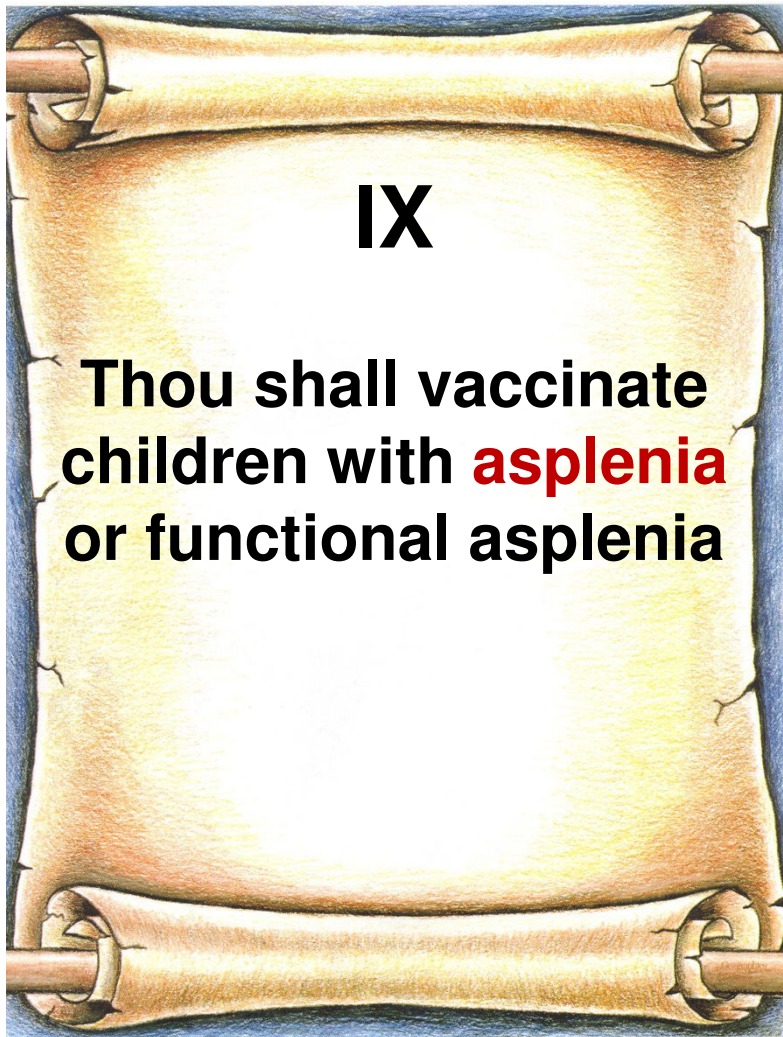 IX
Thou shall vaccinate
children with asplenia
or functional asplenia